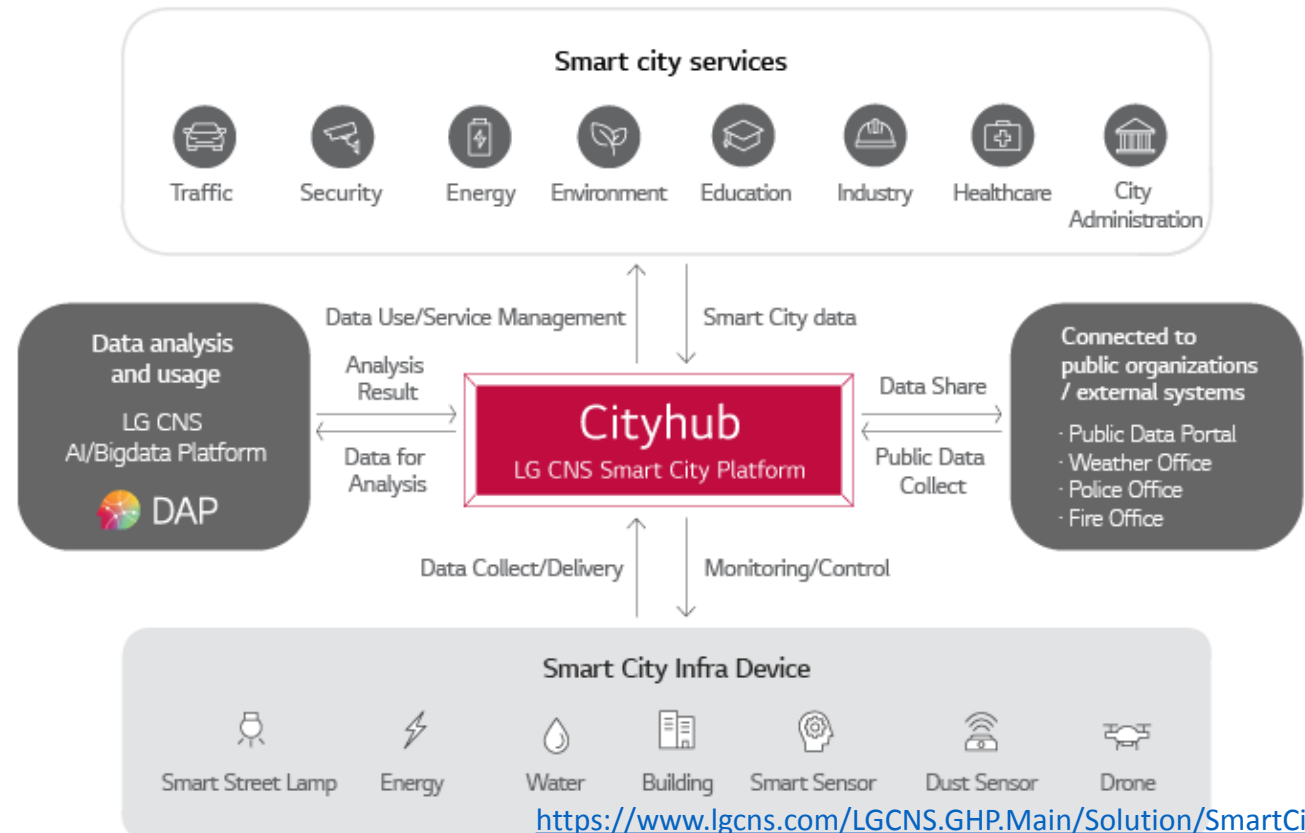 Smart city services
Traffic
Security
Energy
Environment
Education
Industry
Healthcare
City
Administration
Data Use/Service Management
Smart City data
Data analysis
and usage
LG CNS
AI/Bigdata Platform
DAP
Analysis
Result
Data for
Analysis
Cityhub
LG CNS Smart City Platform
Data Share
Public Data
Collect
Connected to
public organizations
/ external systems
· Public Data Portal
· Weather Office
· Police Office
· Fire Office
Data Collect/Delivery
Monitoring/Control
Smart City Infra Device
Smart Street Lamp
Energy
Water
Building
Smart Sensor
Dust Sensor
Drone
https://www.lgcns.com/LGCNS.GHP.Main/Solution/SmartCi